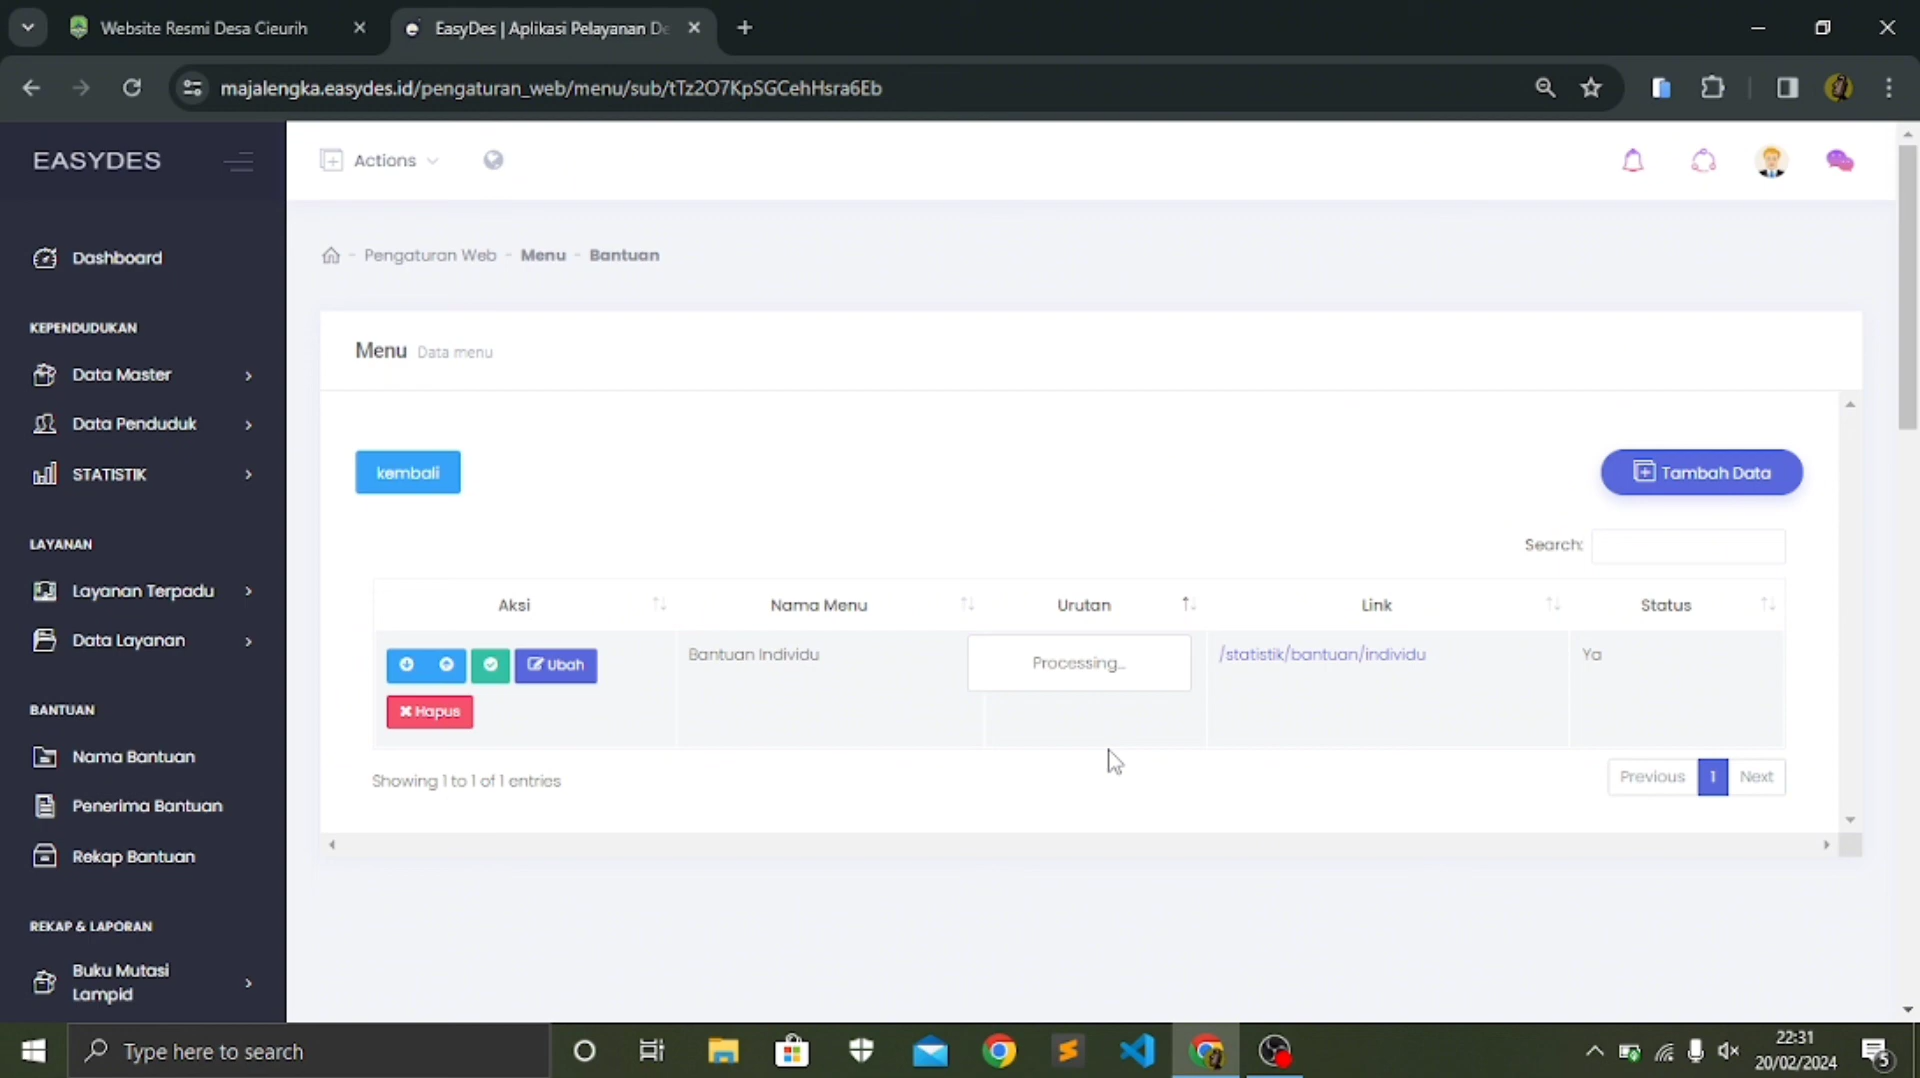 Website Resmi Desa Cieurih
EasyDes | Aplikasi Pelayanan De
majalengka.easydes.id/pengaturan_web/menu/sub/tTz2O7KpSGCehHsra6Eb
EASYDES
Actions
Dashboard
KEPENDUDUKAN
Data Master
Data Penduduk
STATISTIK
LAYANAN
Layanan Terpadu
Data Layanan
BANTUAN
Nama Bantuan
Penerima Bantuan
Rekap Bantuan
REKAP & LAPORAN
Buku Mutasi
Lampid
- Pengaturan Web - Menu - Bantuan
Menu Data menu
kembali
Tambah Data
Search:
Aksi Nama Menu Urutan Link Status
Ubah
Hapus
Bantuan Individu
Processing...
/statistik/bantuan/individu
Ya
Showing 1 to 1 of 1 entries
Previous 1 Next
Type here to search
22:31
20/02/2024
5